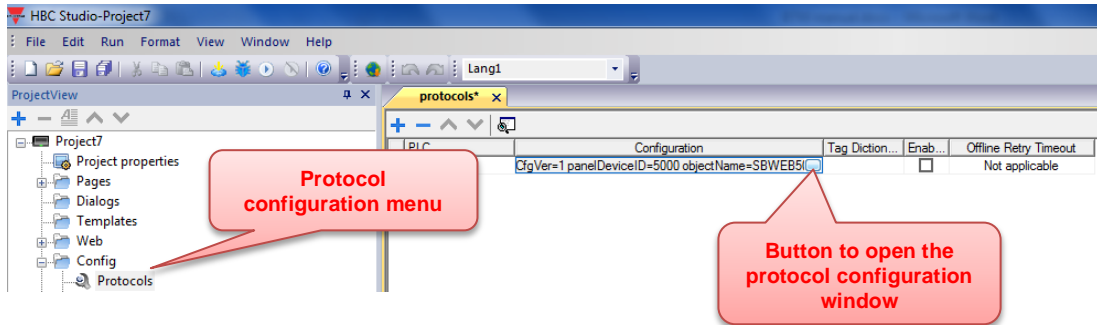 HBC Studio-Project7
File Edit Run Format View Window Help
Lang1
ProjectView
protocols*
PLC Configuration Tag Diction... Enab... Offline Retry Timeout
CfgVer=1 panelDeviceID=5000 objectName=SBWEB5( ... Not applicable
Project7
Project properties
Pages
Dialogs
Templates
Web
Config
Protocols
Protocol
configuration menu
Button to open the
protocol configuration
window